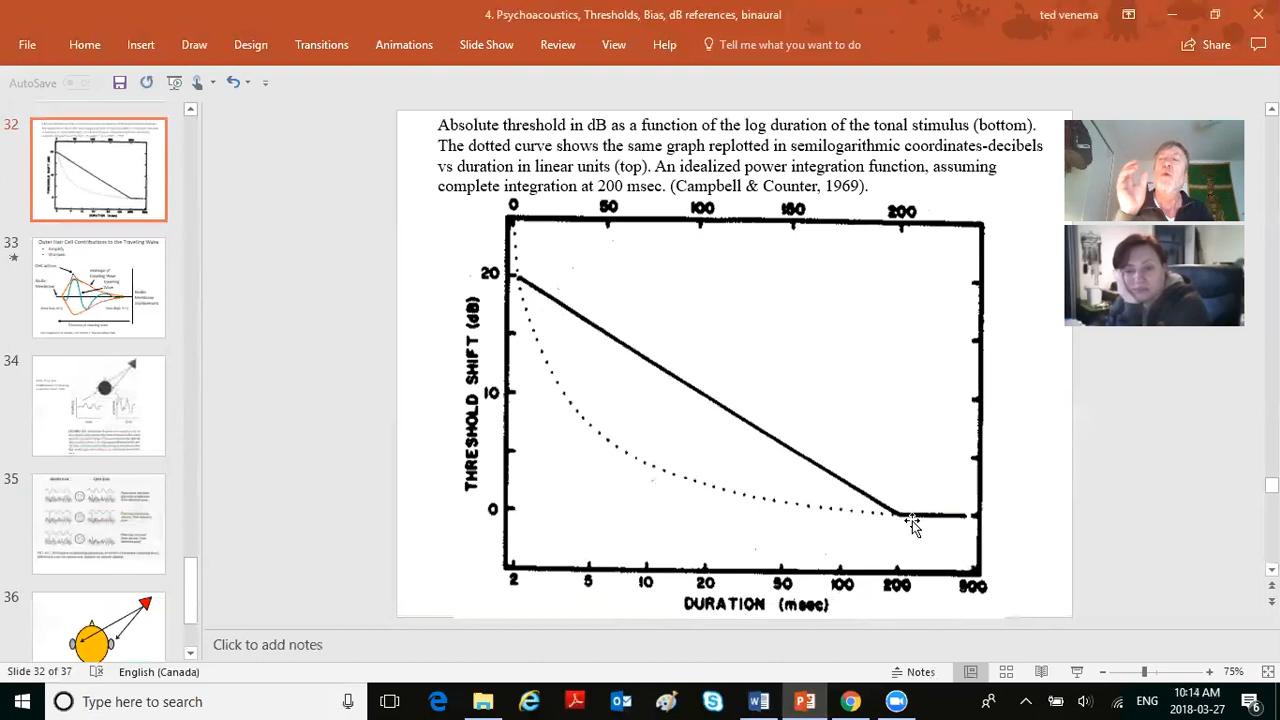 4. Psychoacoustics, Thresholds, Bias, dB references, binaural
ted venema
File Home Insert Draw Design Transitions Animations Slide Show Review View Help Tell me what you want to do Share
AutoSave
32
33
Outer Hair Cell Contributions to the Traveling Wave
34
35
36
Absolute threshold in dB as a function of the log duration of the tonal stimulus (bottom).
The dotted curve shows the same graph replotted in semilogarithmic coordinates-decibels
vs duration in linear units (top). An idealized power integration function, assuming
complete integration at 200 msec. (Campbell & Counter, 1969).
0 50 100 150 200
20
10
0
THRESHOLD SHIFT (dB)
2 5 10 20 50 100 200 500
DURATION (msec)
Click to add notes
Slide 32 of 37 English (Canada) Notes 75%
Type here to search
ENG
10:14 AM
2018-03-27
6